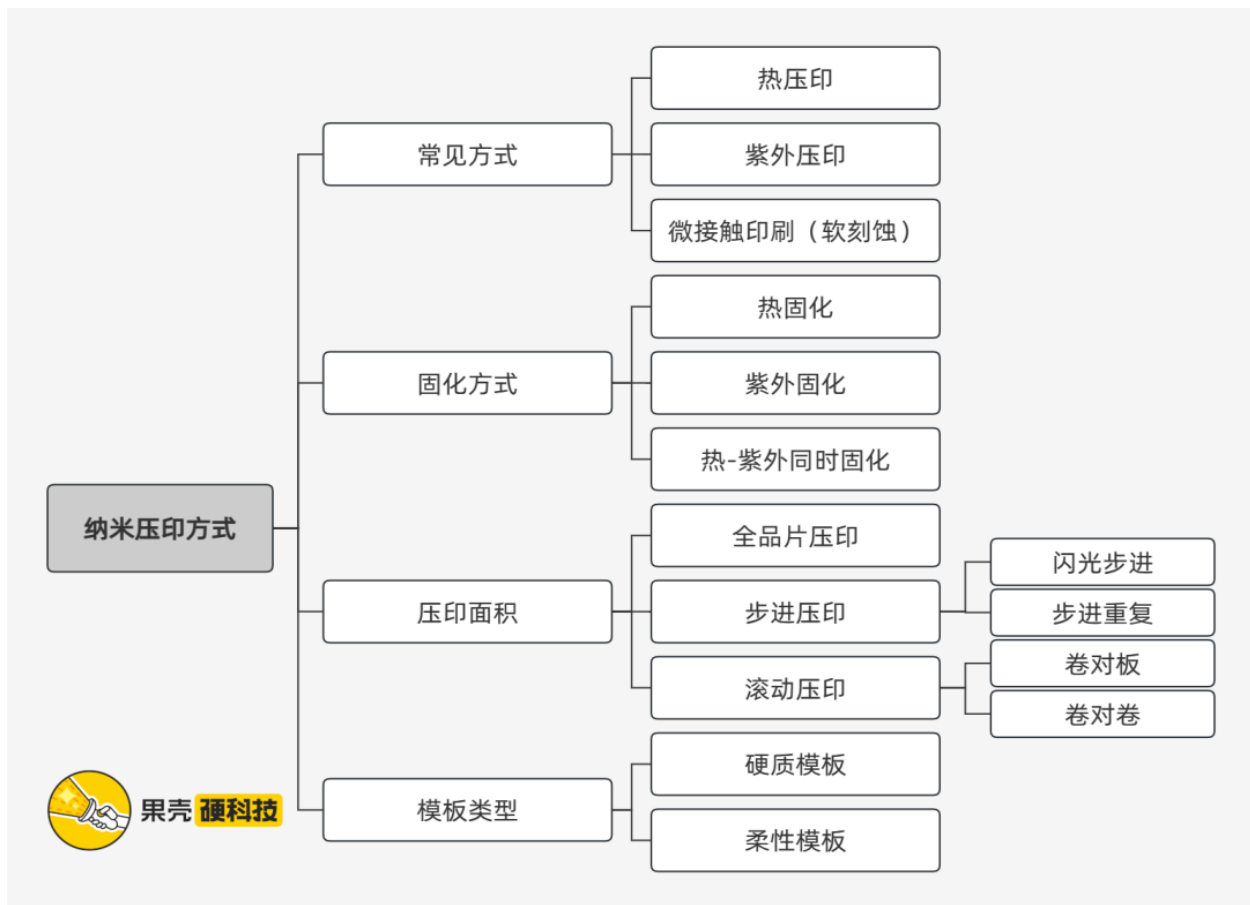 纳米压印方式
常见方式
热压印
紫外压印
微接触印刷（软刻蚀）
固化方式
热固化
紫外固化
热-紫外同时固化
压印面积
全品片压印
步进压印
闪光步进
步进重复
滚动压印
卷对板
卷对卷
模板类型
硬质模板
柔性模板
果壳硬科技